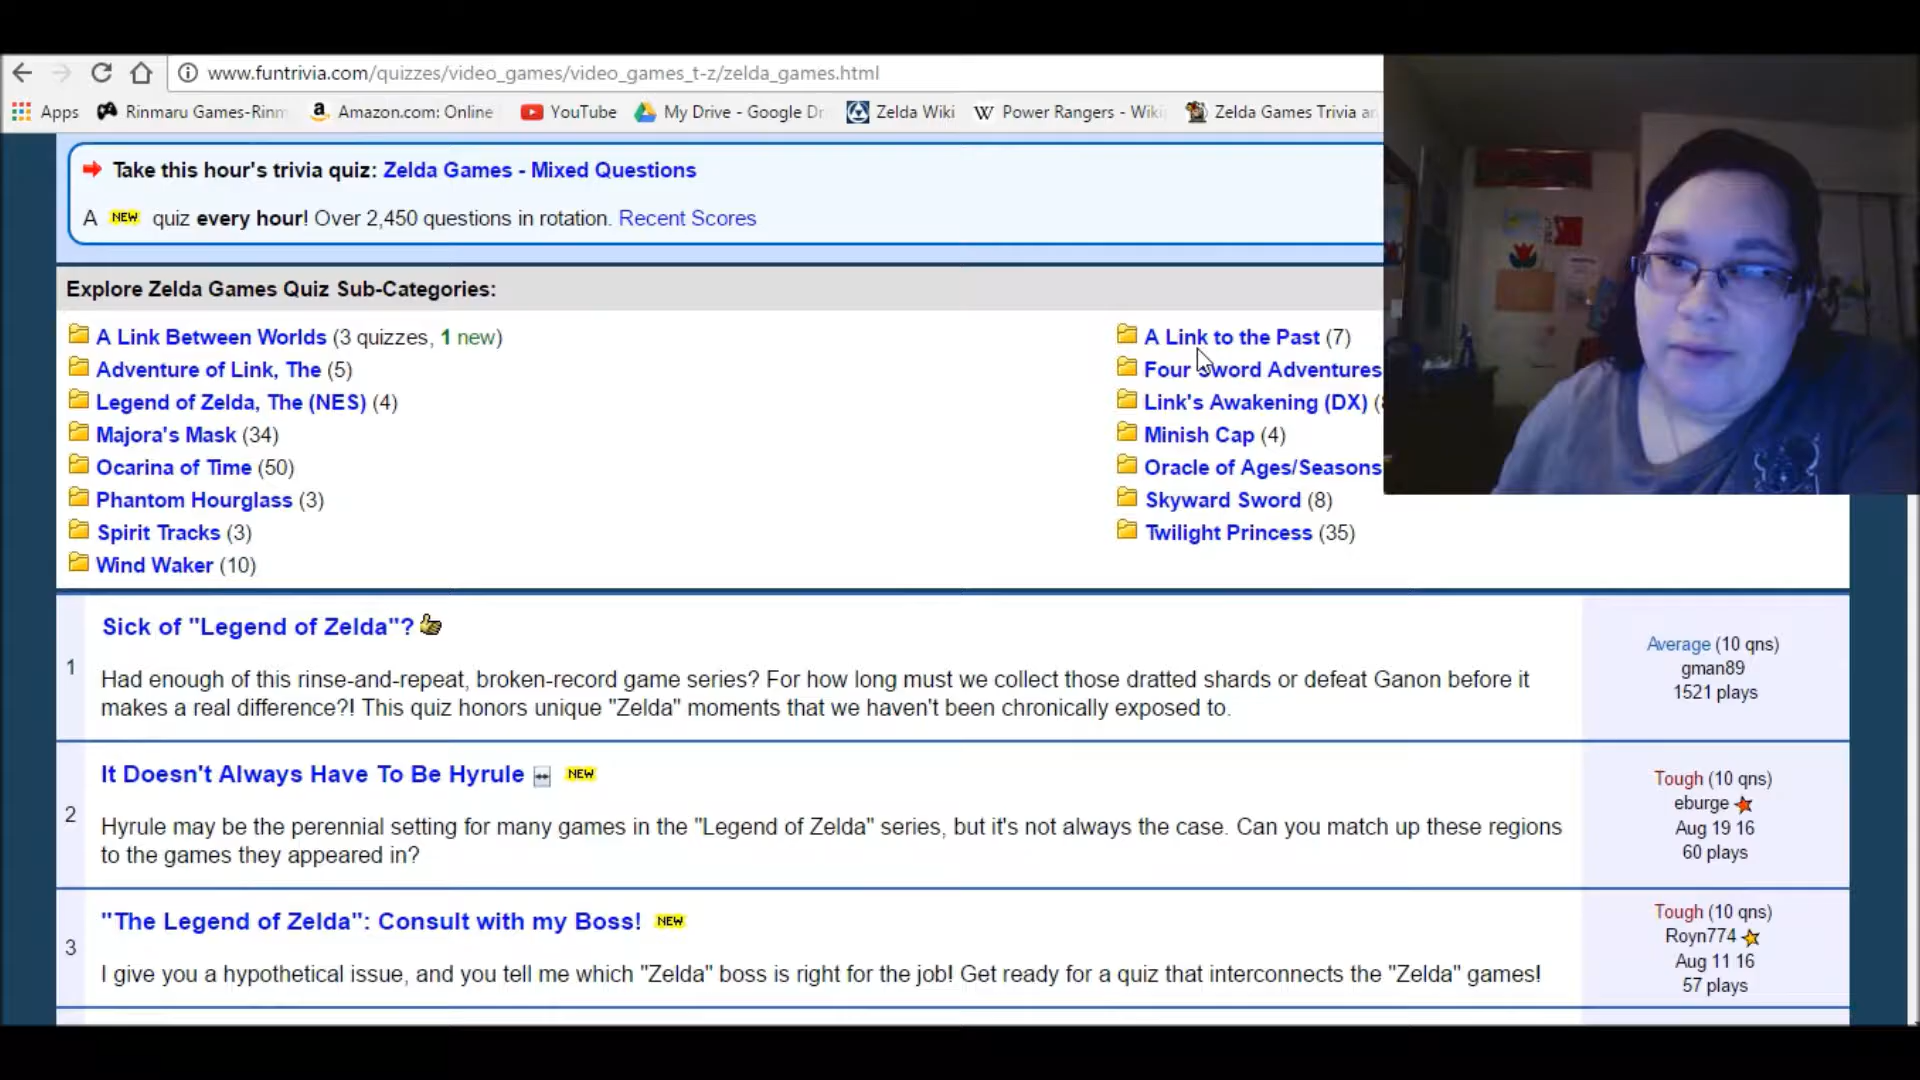 www.funtrivia.com/quizzes/video_games/video_games_t-z/zelda_games.html
Apps Rinmaru Games-Rinm Amazon.com: Online YouTube My Drive - Google Dr Zelda Wiki W Power Rangers - Wiki Zelda Games Trivia an
Take this hour's trivia quiz: Zelda Games - Mixed Questions
A NEW quiz every hour! Over 2,450 questions in rotation. Recent Scores
Explore Zelda Games Quiz Sub-Categories:
A Link Between Worlds (3 quizzes, 1 new)
Adventure of Link, The (5)
Legend of Zelda, The (NES) (4)
Majora's Mask (34)
Ocarina of Time (50)
Phantom Hourglass (3)
Spirit Tracks (3)
Wind Waker (10)
A Link to the Past (7)
Four Sword Adventures
Link's Awakening (DX) (
Minish Cap (4)
Oracle of Ages/Seasons
Skyward Sword (8)
Twilight Princess (35)
1
Sick of "Legend of Zelda"?
Had enough of this rinse-and-repeat, broken-record game series? For how long must we collect those dratted shards or defeat Ganon before it
makes a real difference?! This quiz honors unique "Zelda" moments that we haven't been chronically exposed to.
Average (10 qns)
gman89
1521 plays
2
It Doesn't Always Have To Be Hyrule NEW
Hyrule may be the perennial setting for many games in the "Legend of Zelda" series, but it's not always the case. Can you match up these regions
to the games they appeared in?
Tough (10 qns)
eburge
Aug 19 16
60 plays
3
"The Legend of Zelda": Consult with my Boss! NEW
I give you a hypothetical issue, and you tell me which "Zelda" boss is right for the job! Get ready for a quiz that interconnects the "Zelda" games!
Tough (10 qns)
Royn774
Aug 11 16
57 plays